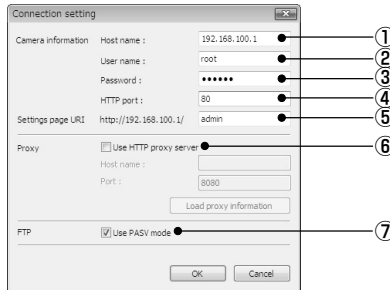 Connection setting
Camera information Host name : 192.168.100.1 ①
User name : root ②
Password : •••••• ③
HTTP port : 80 ④
Settings page URI http://192.168.100.1/ admin ⑤
Proxy Use HTTP proxy server ⑥
Host name :
Port : 8080
Load proxy information
FTP Use PASV mode ⑦
OK Cancel